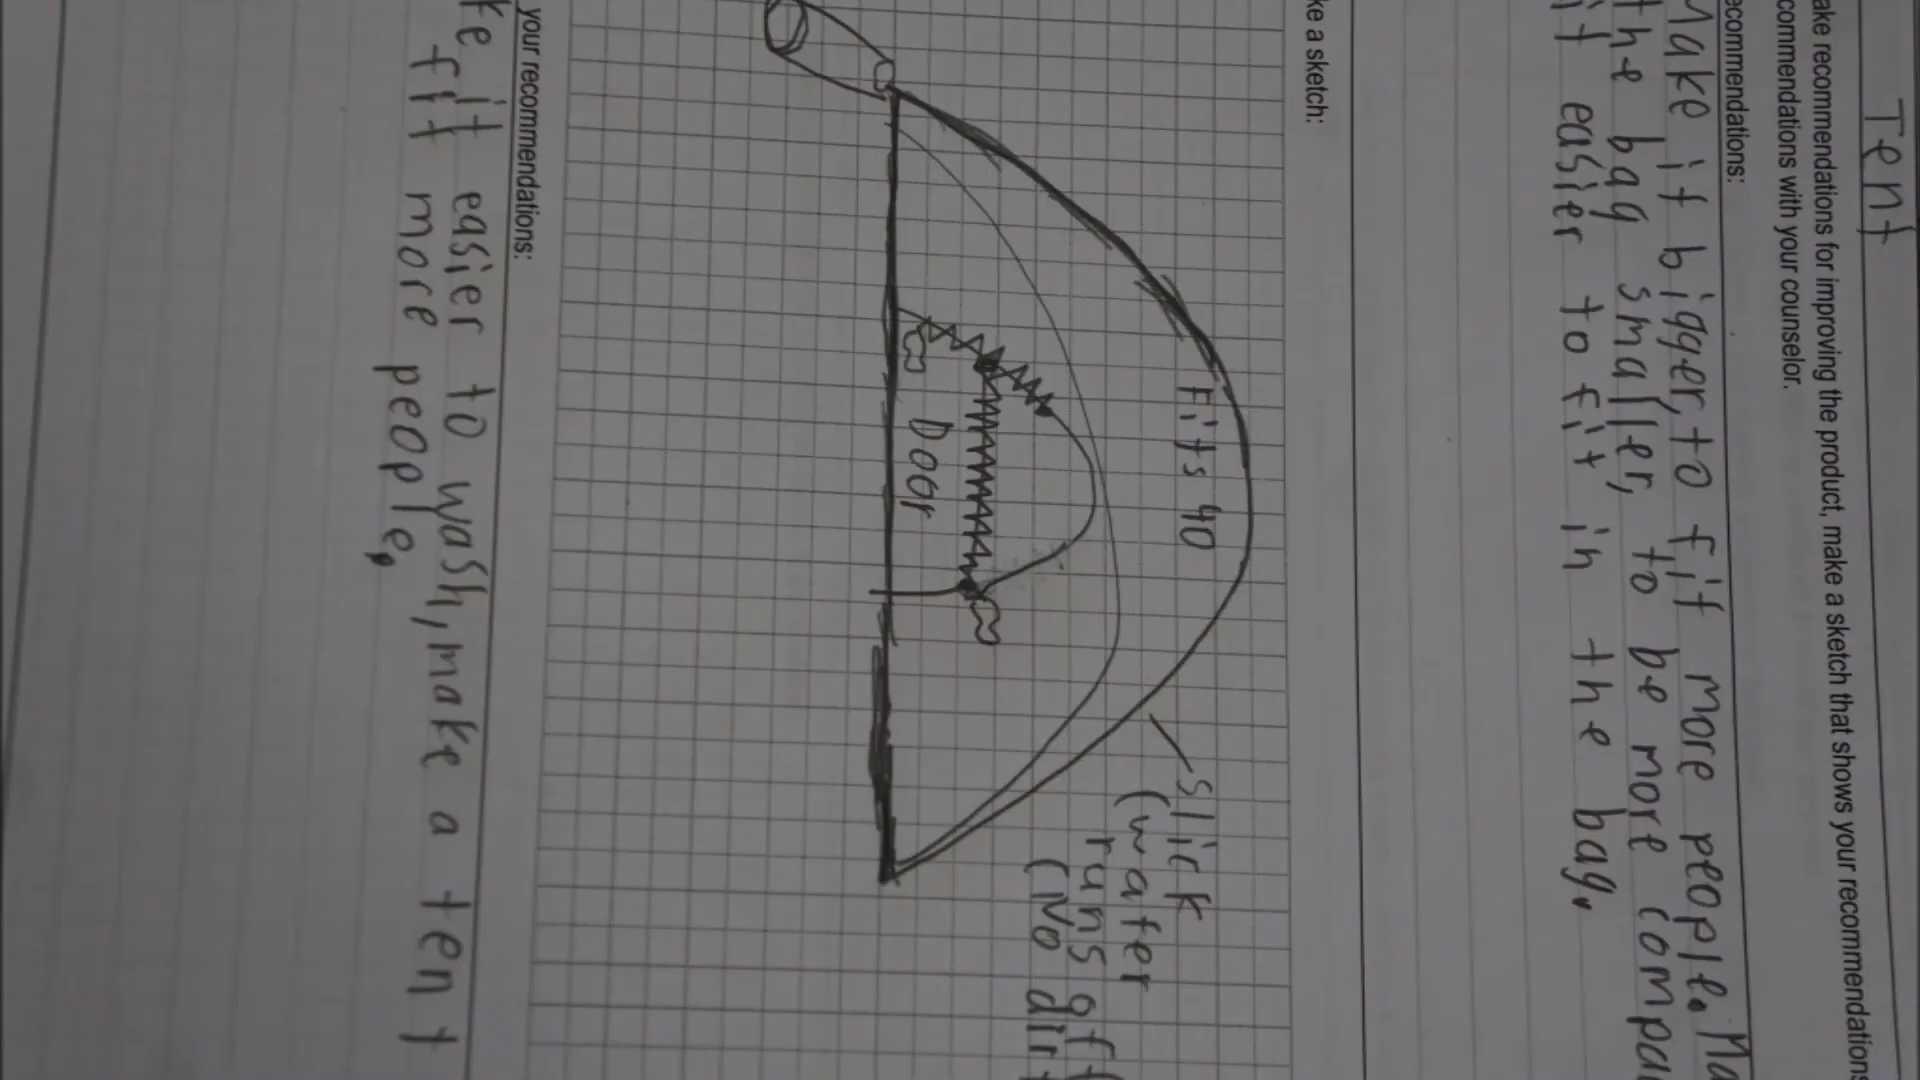 Tent
ake recommendations for improving the product, make a sketch that shows your recommendations
commendations with your counselor.
ecommendations:
Make it bigger, to fit more people. Ma
the bag smaller, to be more compa
it easier to fit in the bag.
ke a sketch:
Fits 40
slick
(water
runs off
(No dirt
Door
your recommendations:
ke it easier to wash, make a tent
fit more people.